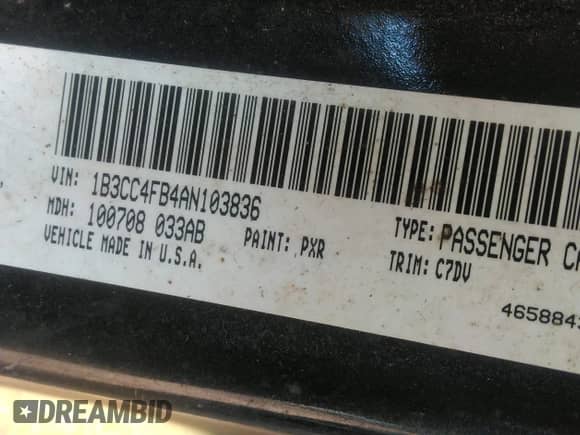 VIN: 1B3CC4FB4AN103836
MDH: 100708 033AB
VEHICLE MADE IN U.S.A.
PAINT: PXR
TYPE: PASSENGER
TRIM: C7DV
DREAMBID